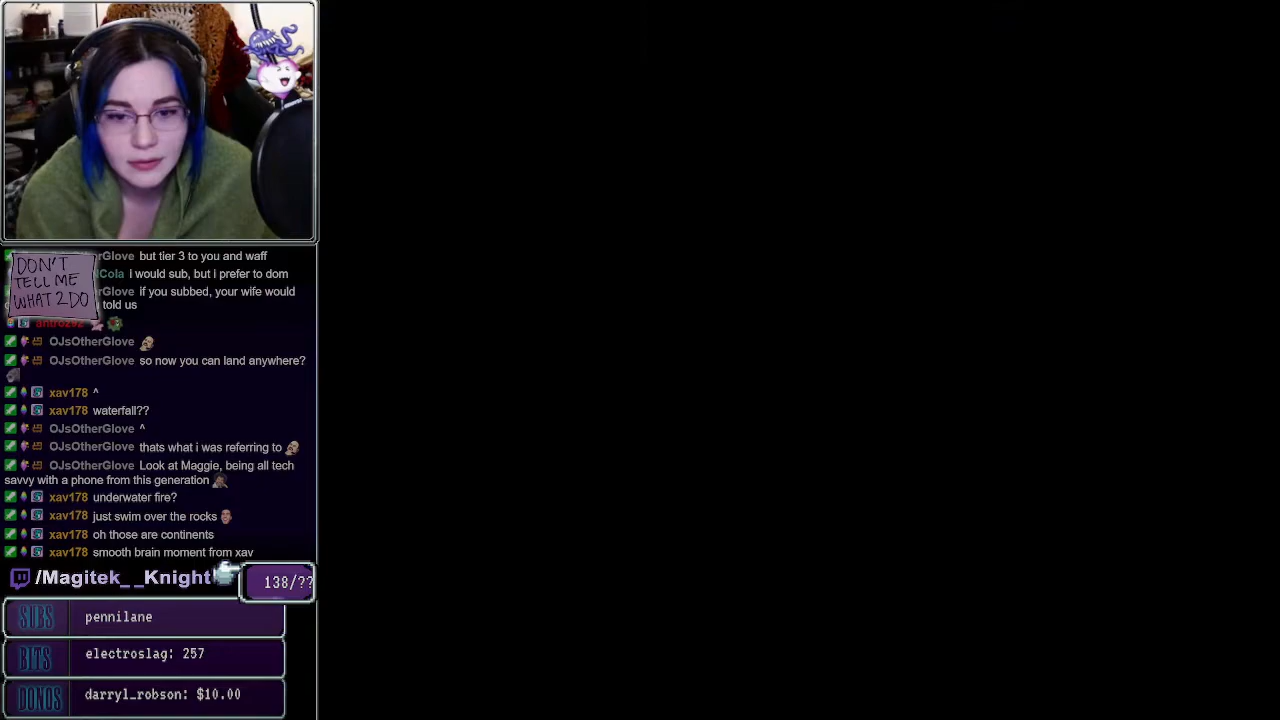 DON'T
TELL ME
WHAT 2 DO
rGlove but tier 3 to you and waff
Cola i would sub, but i prefer to dom
rGlove if you subbed, your wife would
told us
antroz92
OJsOtherGlove
OJsOtherGlove so now you can land anywhere?
xav178 ^
xav178 waterfall??
OJsOtherGlove ^
OJsOtherGlove thats what i was referring to
OJsOtherGlove Look at Maggie, being all tech
savvy with a phone from this generation
xav178 underwater fire?
xav178 just swim over the rocks
xav178 oh those are continents
xav178 smooth brain moment from xav
/Magitek__Knight
138/??
SUBS pennilane
BITS electroslag: 257
DONOS darryl_robson: $10.00